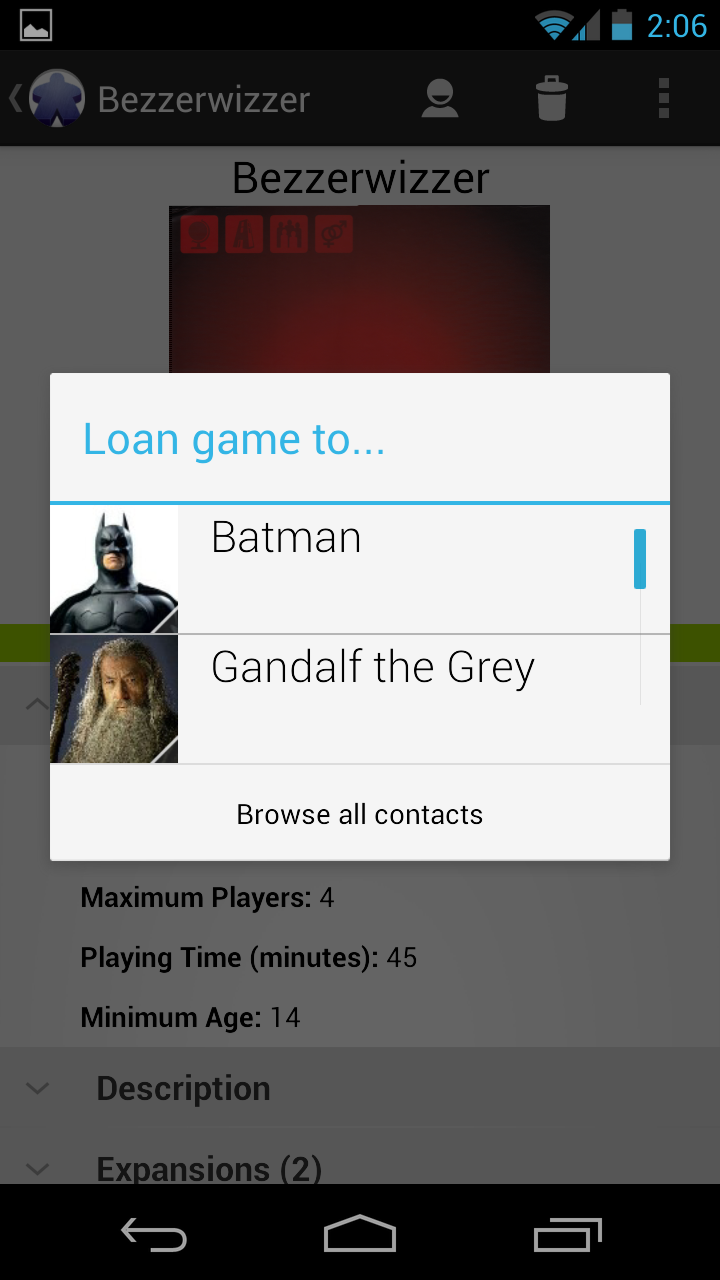 2:06
Bezzerwizzer
Bezzerwizzer
Loan game to...
Batman
Gandalf the Grey
Browse all contacts
Maximum Players: 4
Playing Time (minutes): 45
Minimum Age: 14
Description
Expansions (2)